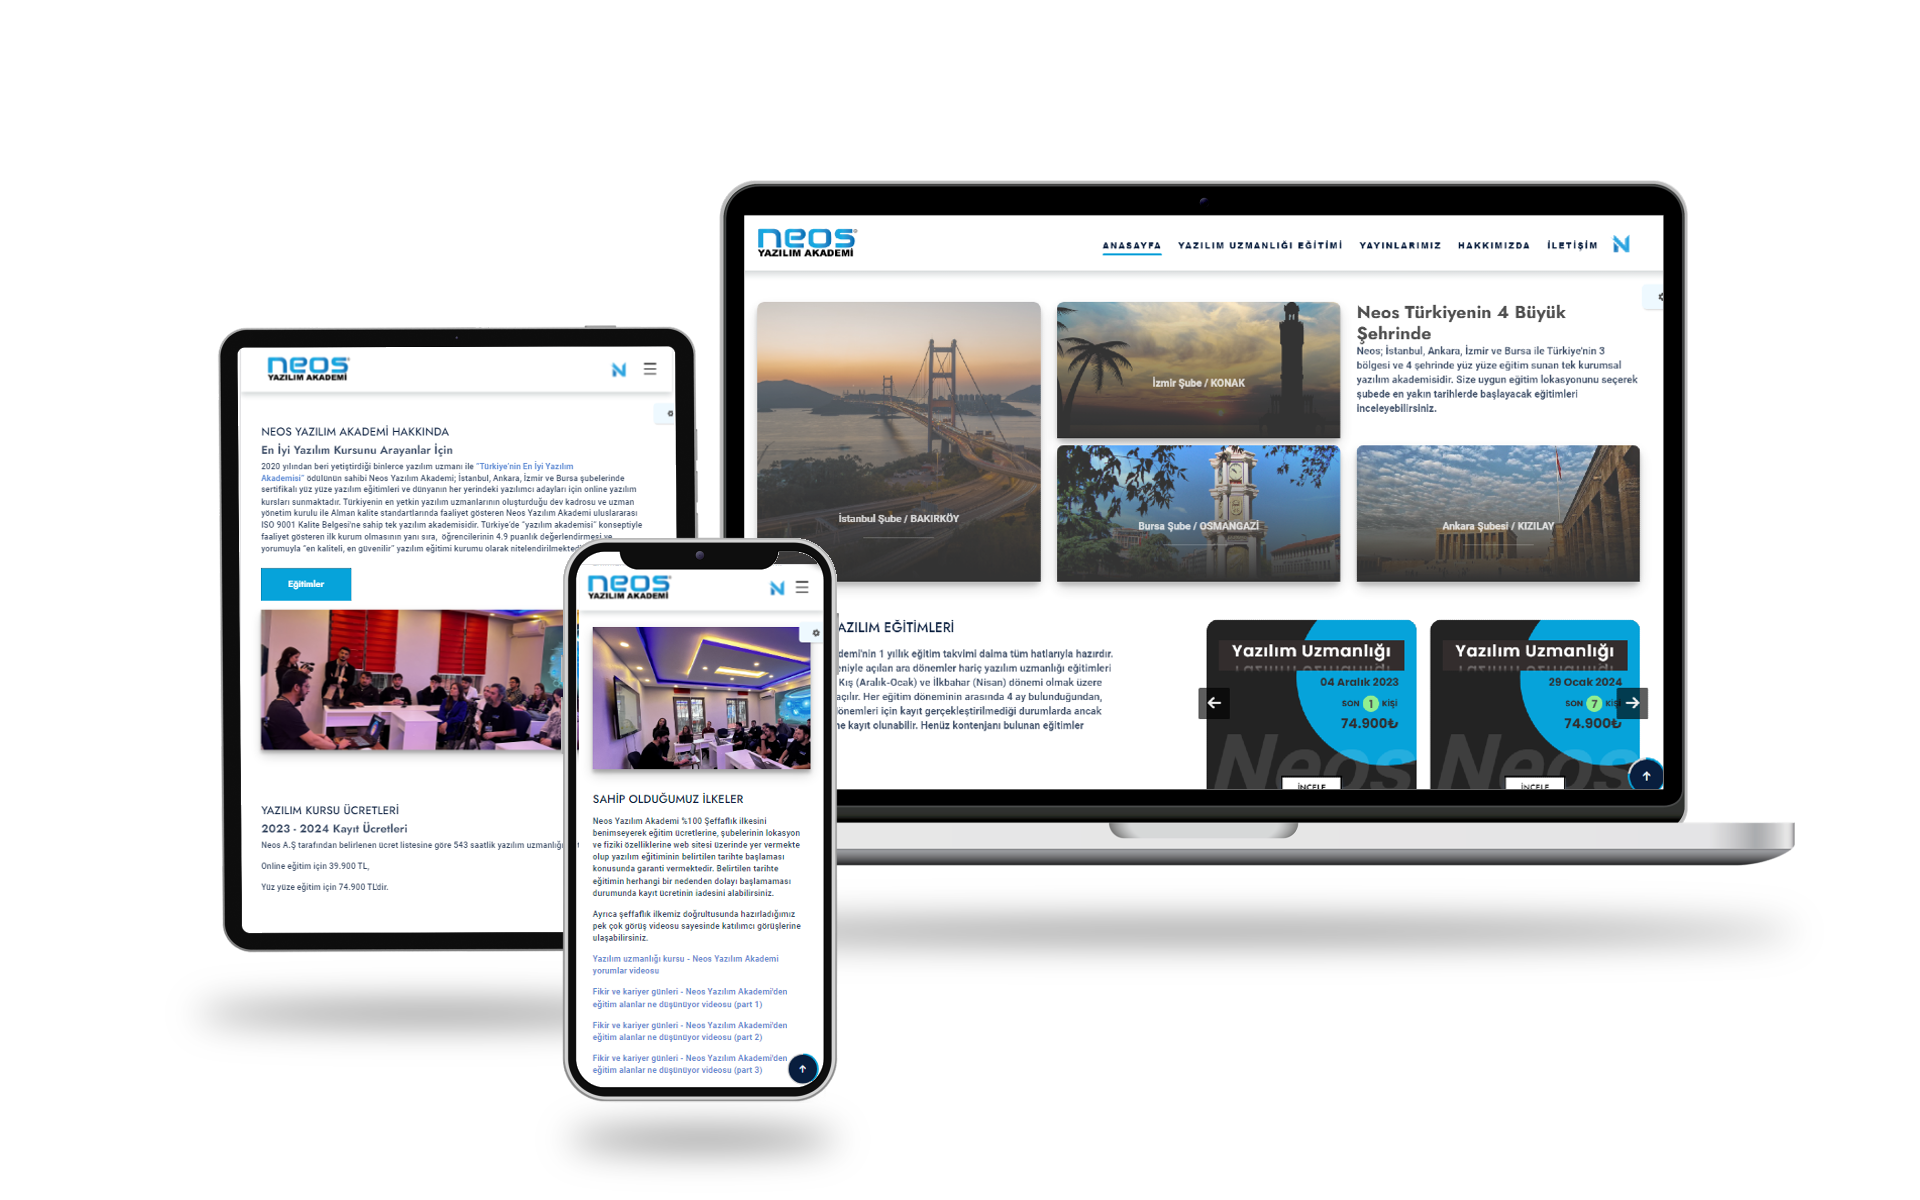 neos
YAZILIM AKADEMİ
ANASAYFA YAZILIM UZMANLIĞI EĞİTİMİ YAYINLARIMIZ HAKKIMIZDA İLETİŞİM
İstanbul Şube / BAKIRKÖY
İzmir Şube / KONAK
Neos Türkiyenin 4 Büyük
Şehrinde
Neos; İstanbul, Ankara, İzmir ve Bursa ile Türkiye'nin 3
bölgesi ve 4 şehrinde yüz yüze eğitim sunan tek kurumsal
yazılım akademisidir. Size uygun eğitim lokasyonunu seçerek
şubede en yakın tarihlerde başlayacak eğitimleri
inceleyebilirsiniz.
Bursa Şube / OSMANGAZİ
Ankara Şubesi / KIZILAY
AZILIM EĞİTİMLERİ
demi'nin 1 yıllık eğitim takvimi daima tüm hatlarıyla hazırdır.
eniyle açılan ara dönemler hariç yazılım uzmanlığı eğitimleri
Kış (Aralık-Ocak) ve İlkbahar (Nisan) dönemi olmak üzere
açılır. Her eğitim döneminin arasında 4 ay bulunduğundan,
önemleri için kayıt gerçekleştirilmediği durumlarda ancak
ne kayıt olunabilir. Henüz kontenjanı bulunan eğitimler
Yazılım Uzmanlığı
04 Aralık 2023
SON 1 KİŞİ
74.900₺
Neos
İNCELE
Yazılım Uzmanlığı
29 Ocak 2024
SON 7 KİŞİ
74.900₺
Neos
İNCELE
neos
YAZILIM AKADEMİ
NEOS YAZILIM AKADEMİ HAKKINDA
En İyi Yazılım Kursunu Arayanlar İçin
2020 yılından beri yetiştirdiği binlerce yazılım uzmanı ile "Türkiye'nin En İyi Yazılım
Akademisi" ödülünün sahibi Neos Yazılım Akademi; İstanbul, Ankara, İzmir ve Bursa şubelerinde
sertifikalı yüz yüze yazılım eğitimleri ve dünyanın her yerindeki yazılımcı adayları için online yazılım
kursları sunmaktadır. Türkiyenin en yetkin yazılım uzmanlarının oluşturduğu dev kadrosu ve uzman
yönetim kurulu ile Alman kalite standartlarında faaliyet gösteren Neos Yazılım Akademi uluslararası
ISO 9001 Kalite Belgesi'ne sahip tek yazılım akademisidir. Türkiye'de "yazılım akademisi" konseptiyle
faaliyet gösteren ilk kurum olmasının yanı sıra, öğrencilerinin 4.9 puanlık değerlendirmesi ve
yorumuyla "en kaliteli, en güvenilir" yazılım eğitimi kurumu olarak nitelendirilmekted
Eğitimler
YAZILIM KURSU ÜCRETLERİ
2023 - 2024 Kayıt Ücretleri
Neos A.Ş tarafından belirlenen ücret listesine göre 543 saatlik yazılım uzmanlığı
Online eğitim için 39.900 TL,
Yüz yüze eğitim için 74.900 TL'dir.
neos
YAZILIM AKADEMİ
SAHİP OLDUĞUMUZ İLKELER
Neos Yazılım Akademi %100 Şeffaflık ilkesini
benimseyerek eğitim ücretlerine, şubelerinin lokasyon
ve fiziki özelliklerine web sitesi üzerinde yer vermekte
olup yazılım eğitiminin belirtilen tarihte başlaması
konusunda garanti vermektedir. Belirtilen tarihte
eğitimin herhangi bir nedenden dolayı başlamaması
durumunda kayıt ücretinin iadesini alabilirsiniz.
Ayrıca şeffaflık ilkemiz doğrultusunda hazırladığımız
pek çok görüş videosu sayesinde katılımcı görüşlerine
ulaşabilirsiniz.
Yazılım uzmanlığı kursu - Neos Yazılım Akademi
yorumlar videosu
Fikir ve kariyer günleri - Neos Yazılım Akademi'den
eğitim alanlar ne düşünüyor videosu (part 1)
Fikir ve kariyer günleri - Neos Yazılım Akademi'den
eğitim alanlar ne düşünüyor videosu (part 2)
Fikir ve kariyer günleri - Neos Yazılım Akademi'den
eğitim alanlar ne düşünüyor videosu (part 3)